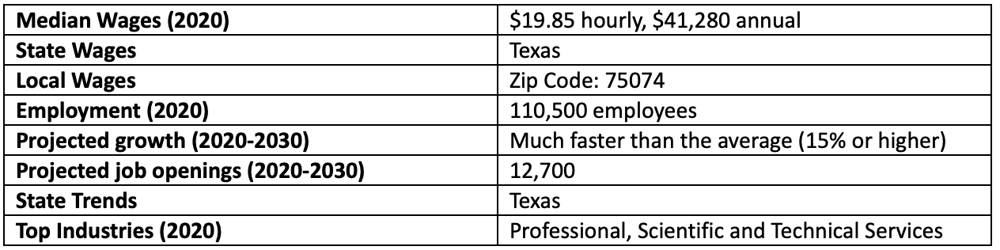 Median Wages (2020) $19.85 hourly, $41,280 annual
State Wages Texas
Local Wages Zip Code: 75074
Employment (2020) 110,500 employees
Projected growth (2020-2030) Much faster than the average (15% or higher)
Projected job openings (2020-2030) 12,700
State Trends Texas
Top Industries (2020) Professional, Scientific and Technical Services